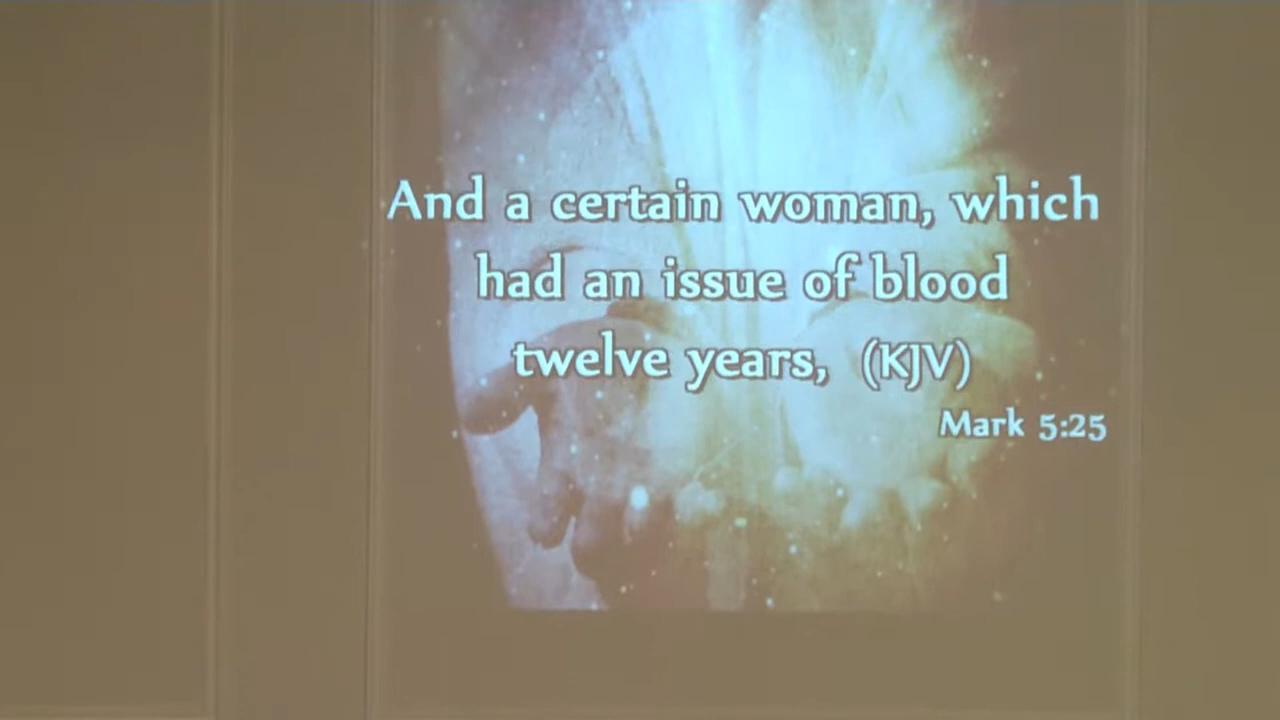 And a certain woman, which
had an issue of blood
twelve years, (KJV)
Mark 5:25